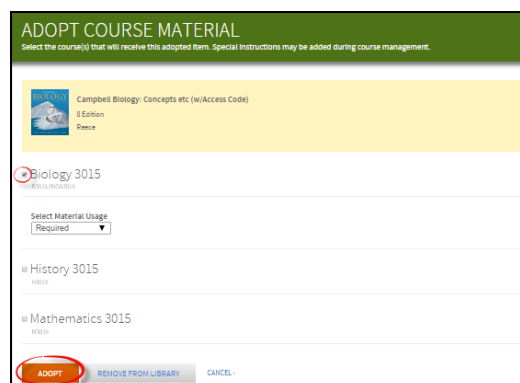 ADOPT COURSE MATERIAL
Select the course(s) that will receive this adopted item. Special instructions may be added during course management.
BIOLOGY
Campbell Biology: Concepts etc (w/Access Code)
8 Edition
Reece
Biology 3015
Select Material Usage
Required
History 3015
H3015
Mathematics 3015
M3015
ADOPT REMOVE FROM LIBRARY CANCEL